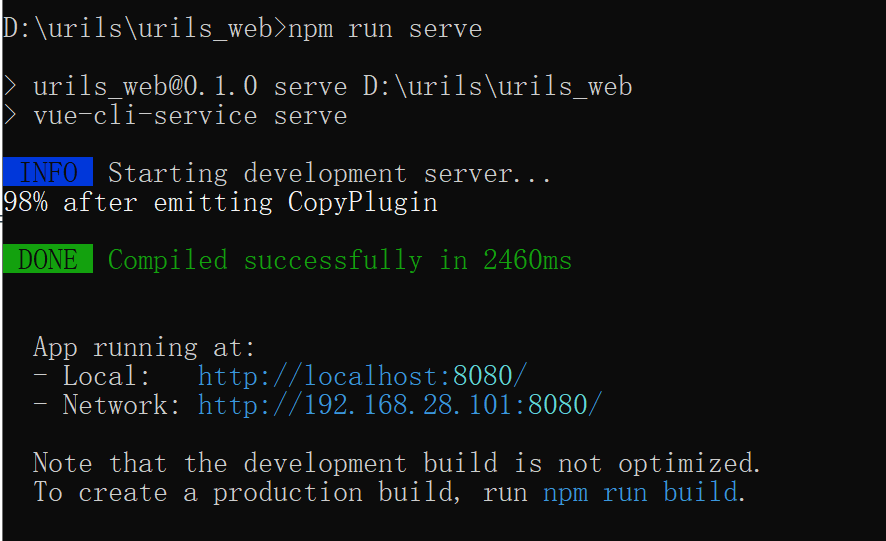 D:\urils\urils_web>npm run serve
> urils_web@0.1.0 serve D:\urils\urils_web
> vue-cli-service serve
INFO Starting development server...
98% after emitting CopyPlugin
DONE Compiled successfully in 2460ms
App running at:
- Local: http://localhost:8080/
- Network: http://192.168.28.101:8080/
Note that the development build is not optimized.
To create a production build, run npm run build.